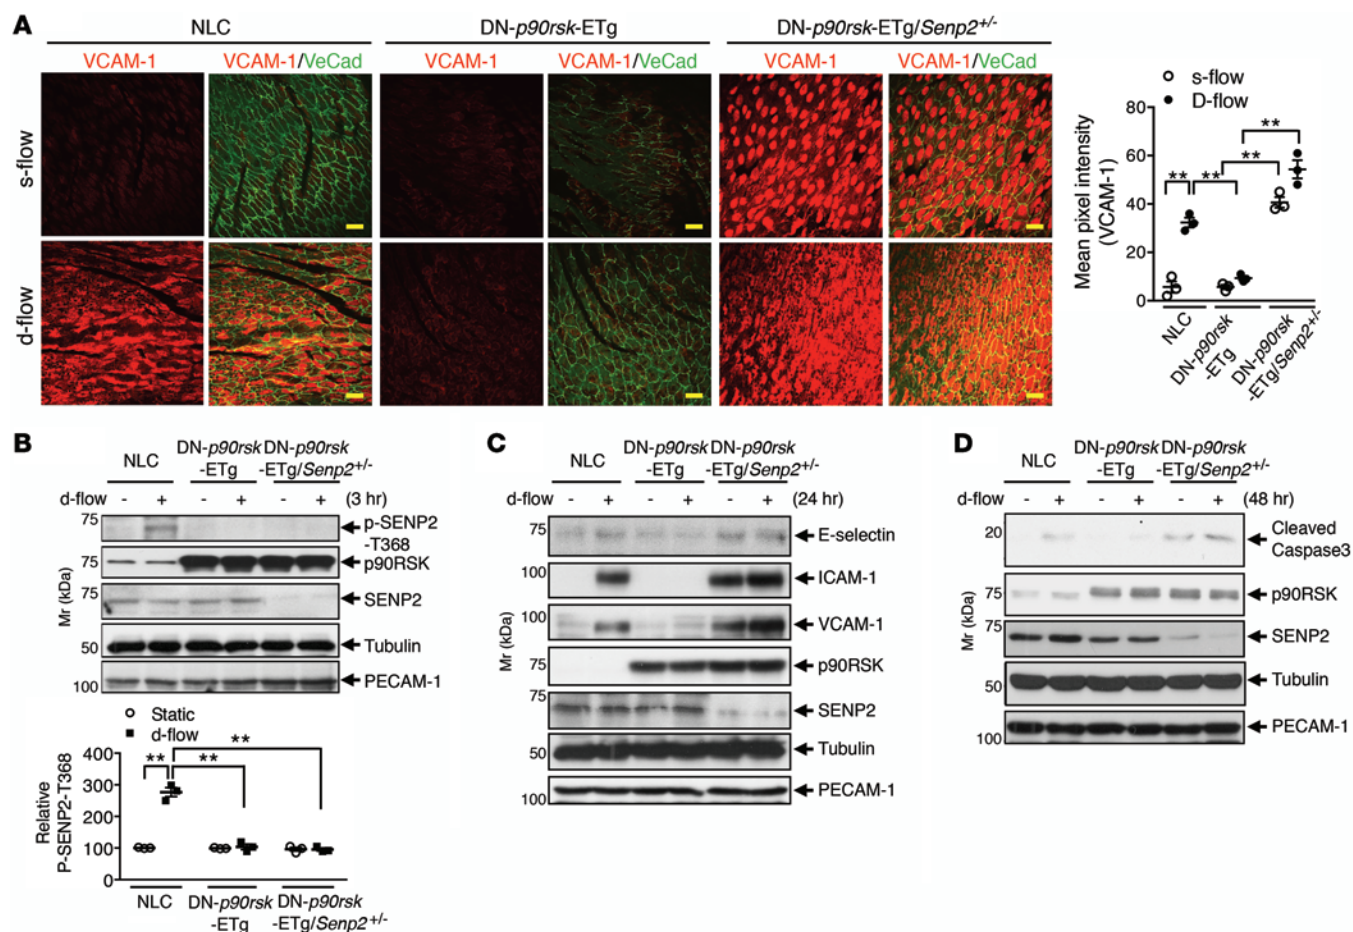 A
NLC
DN-p90rsk-ETg
DN-p90rsk-ETg/Senp2+/-
VCAM-1
VCAM-1/VeCad
VCAM-1
VCAM-1/VeCad
VCAM-1
VCAM-1/VeCad
s-flow
d-flow
s-flow
D-flow
Mean pixel intensity
(VCAM-1)
80
60
40
20
0
**
**
**
**
NLC
DN-p90rsk
-ETg
DN-p90rsk
-ETg/Senp2+/-
B
NLC
DN-p90rsk
-ETg
DN-p90rsk
-ETg/Senp2+/-
d-flow - + - + - + (3 hr)
Mr (kDa)
75
p-SENP2
-T368
75
p90RSK
75
SENP2
50
Tubulin
100
PECAM-1
Static
d-flow
Relative
P-SENP2-T368
400
300
200
100
0
**
**
**
NLC
DN-p90rsk
-ETg
DN-p90rsk
-ETg/Senp2+/-
C
NLC
DN-p90rsk
-ETg
DN-p90rsk
-ETg/Senp2+/-
d-flow - + - + - + (24 hr)
Mr (kDa)
75
E-selectin
100
ICAM-1
100
VCAM-1
75
p90RSK
75
SENP2
50
Tubulin
100
PECAM-1
D
NLC
DN-p90rsk
-ETg
DN-p90rsk
-ETg/Senp2+/-
d-flow - + - + - + (48 hr)
Mr (kDa)
20
Cleaved
Caspase3
75
p90RSK
75
SENP2
50
Tubulin
100
PECAM-1